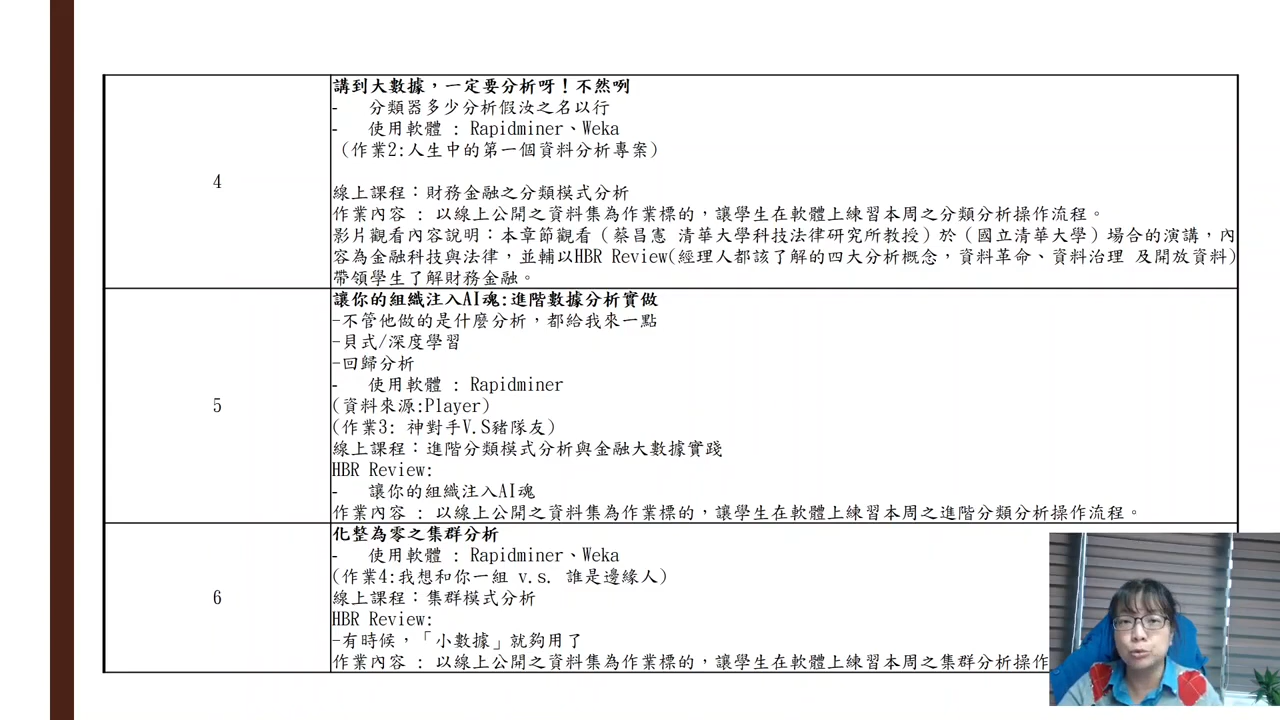 4
講到大數據，一定要分析呀！不然咧
- 分類器多少分析假汝之名以行
- 使用軟體 : Rapidminer、Weka
（作業2:人生中的第一個資料分析專案）
線上課程：財務金融之分類模式分析
作業內容 : 以線上公開之資料集為作業標的，讓學生在軟體上練習本周之分類分析操作流程。
影片觀看內容說明：本章節觀看（蔡昌憲 清華大學科技法律研究所教授）於（國立清華大學）場合的演講，內
容為金融科技與法律，並輔以HBR Review(經理人都該了解的四大分析概念，資料革命、資料治理 及開放資料)
帶領學生了解財務金融。
5
讓你的組織注入AI魂:進階數據分析實做
-不管他做的是什麼分析，都給我來一點
-貝式/深度學習
-回歸分析
- 使用軟體 : Rapidminer
(資料來源:Player)
(作業3: 神對手V.S豬隊友)
線上課程：進階分類模式分析與金融大數據實踐
HBR Review:
- 讓你的組織注入AI魂
作業內容 : 以線上公開之資料集為作業標的，讓學生在軟體上練習本周之進階分類分析操作流程。
6
化整為零之集群分析
- 使用軟體 : Rapidminer、Weka
(作業4:我想和你一組 v.s. 誰是邊緣人)
線上課程：集群模式分析
HBR Review:
-有時候，「小數據」就夠用了
作業內容 : 以線上公開之資料集為作業標的，讓學生在軟體上練習本周之集群分析操作